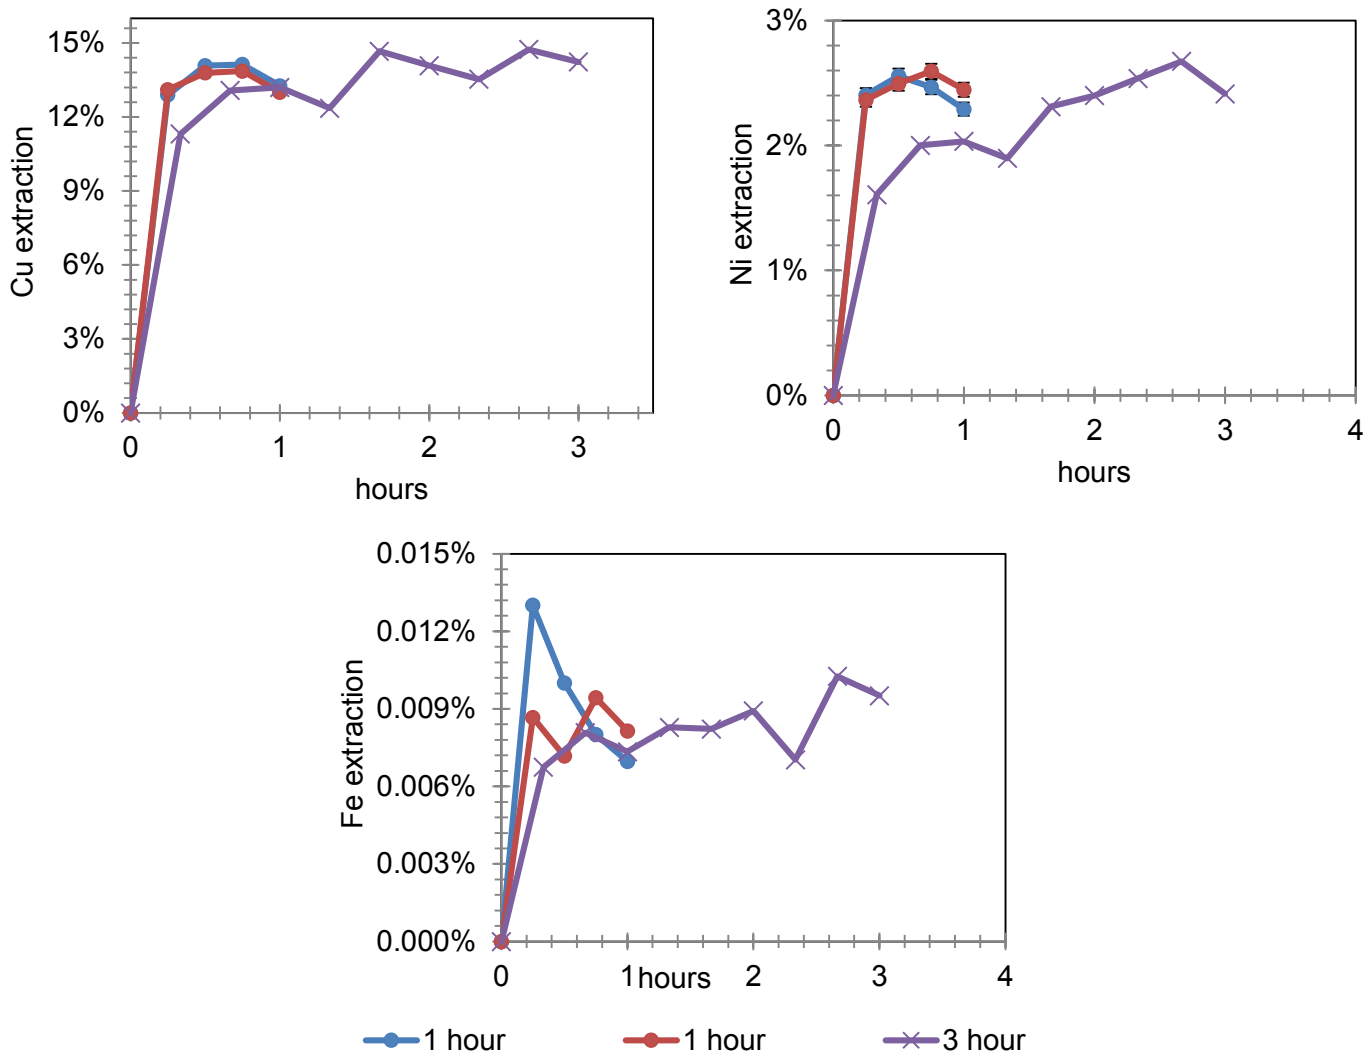 15%
12%
9%
6%
3%
0%
Cu extraction
0 1 2 3
hours
3%
2%
1%
0%
Ni extraction
0 1 2 3 4
hours
0.015%
0.012%
0.009%
0.006%
0.003%
0.000%
Fe extraction
0 1 2 3 4
hours
1 hour 1 hour 3 hour